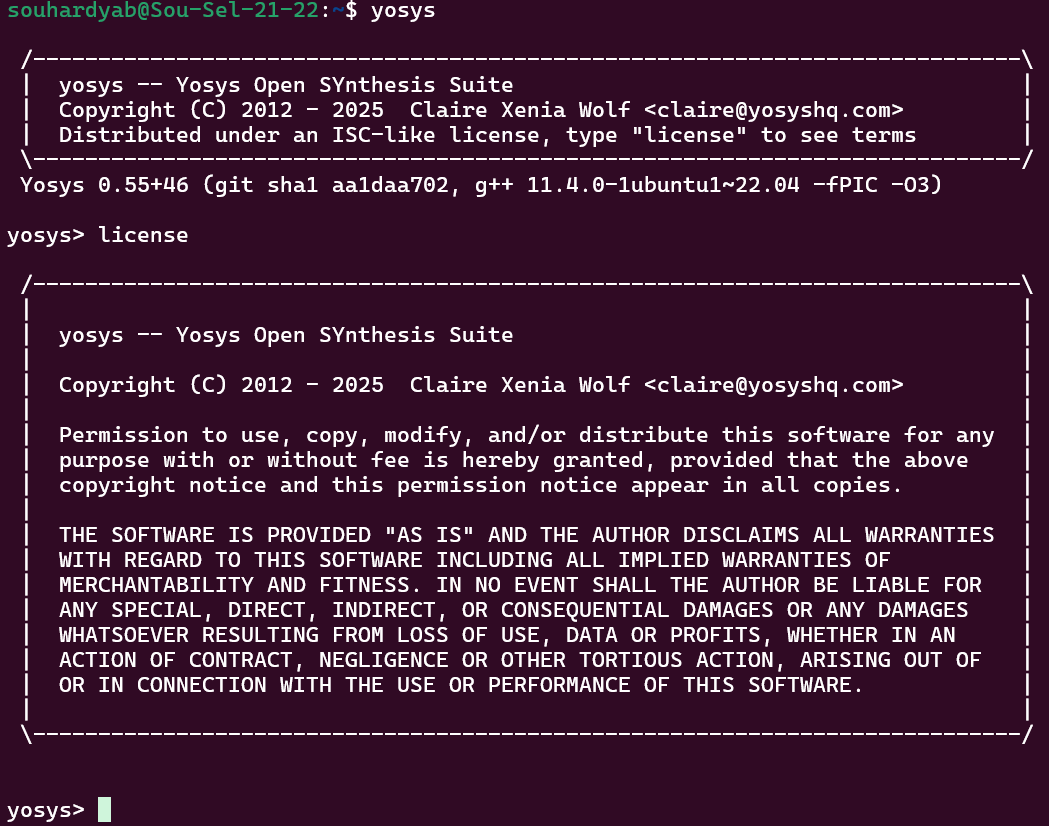 souhardyab@Sou-Sel-21-22:~$ yosys
/----------------------------------------------------------------------------\
|  yosys -- Yosys Open SYnthesis Suite                                       |
|  Copyright (C) 2012 - 2025  Claire Xenia Wolf <claire@yosyshq.com>         |
|  Distributed under an ISC-like license, type "license" to see terms        |
\----------------------------------------------------------------------------/
Yosys 0.55+46 (git sha1 aa1daa702, g++ 11.4.0-1ubuntu1~22.04 -fPIC -O3)
yosys> license
/----------------------------------------------------------------------------\
|                                                                            |
|  yosys -- Yosys Open SYnthesis Suite                                       |
|                                                                            |
|  Copyright (C) 2012 - 2025  Claire Xenia Wolf <claire@yosyshq.com>         |
|                                                                            |
|  Permission to use, copy, modify, and/or distribute this software for any  |
|  purpose with or without fee is hereby granted, provided that the above    |
|  copyright notice and this permission notice appear in all copies.         |
|                                                                            |
|  THE SOFTWARE IS PROVIDED "AS IS" AND THE AUTHOR DISCLAIMS ALL WARRANTIES  |
|  WITH REGARD TO THIS SOFTWARE INCLUDING ALL IMPLIED WARRANTIES OF          |
|  MERCHANTABILITY AND FITNESS. IN NO EVENT SHALL THE AUTHOR BE LIABLE FOR   |
|  ANY SPECIAL, DIRECT, INDIRECT, OR CONSEQUENTIAL DAMAGES OR ANY DAMAGES    |
|  WHATSOEVER RESULTING FROM LOSS OF USE, DATA OR PROFITS, WHETHER IN AN     |
|  ACTION OF CONTRACT, NEGLIGENCE OR OTHER TORTIOUS ACTION, ARISING OUT OF   |
|  OR IN CONNECTION WITH THE USE OR PERFORMANCE OF THIS SOFTWARE.            |
|                                                                            |
\----------------------------------------------------------------------------/
yosys>